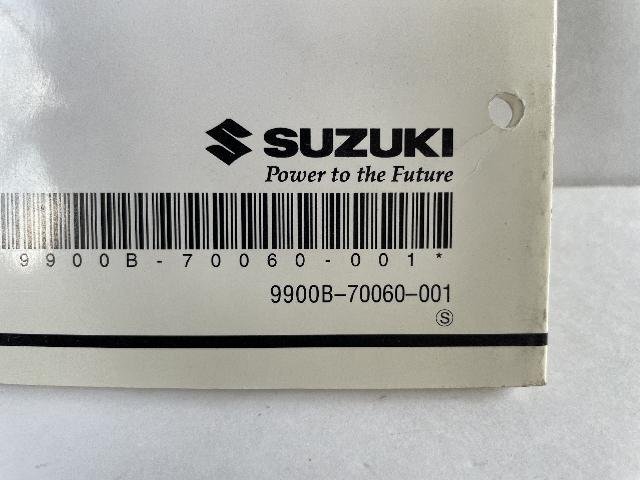 SUZUKI
Power to the Future
9900B-70060-001*
9900B-70060-001
Ⓢ